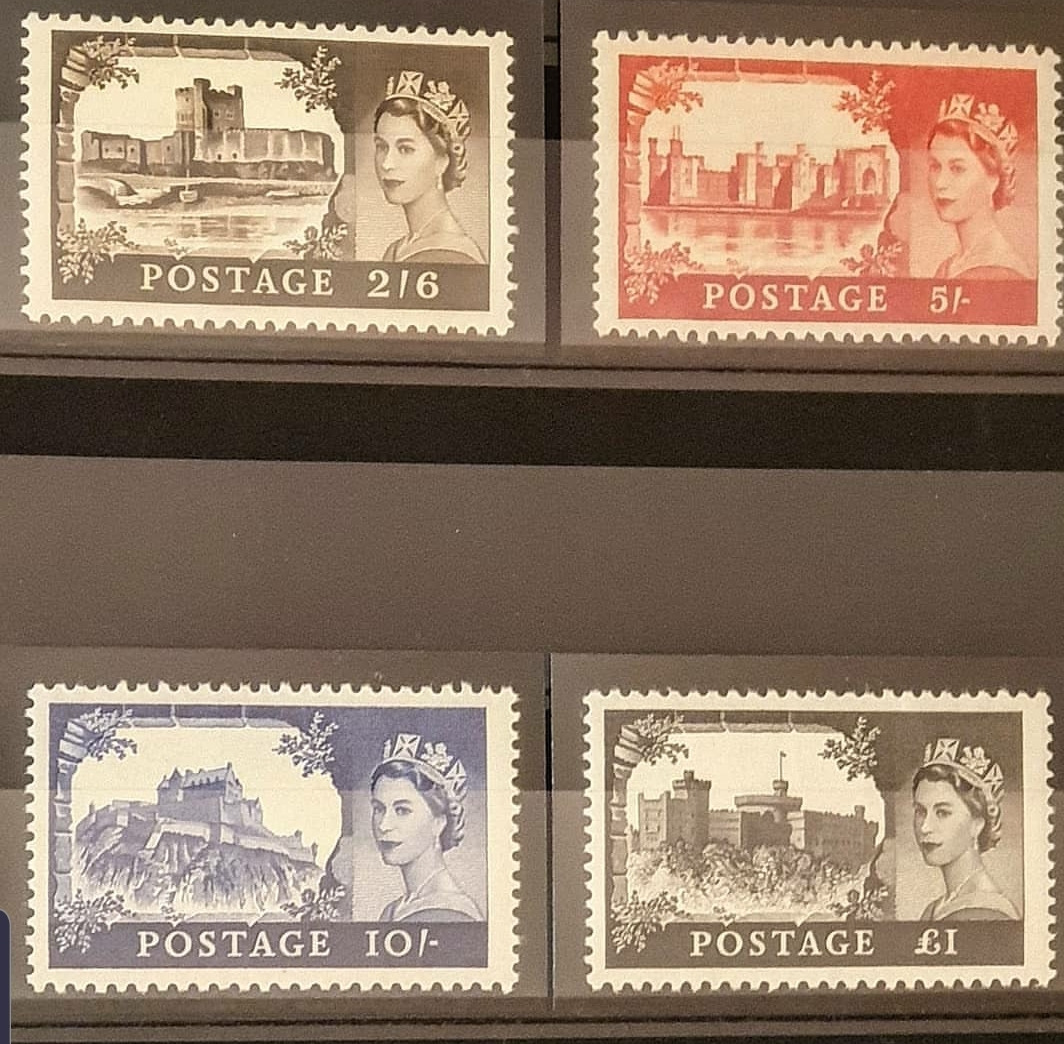 POSTAGE 2/6
POSTAGE 5/-
POSTAGE 10/-
POSTAGE £1